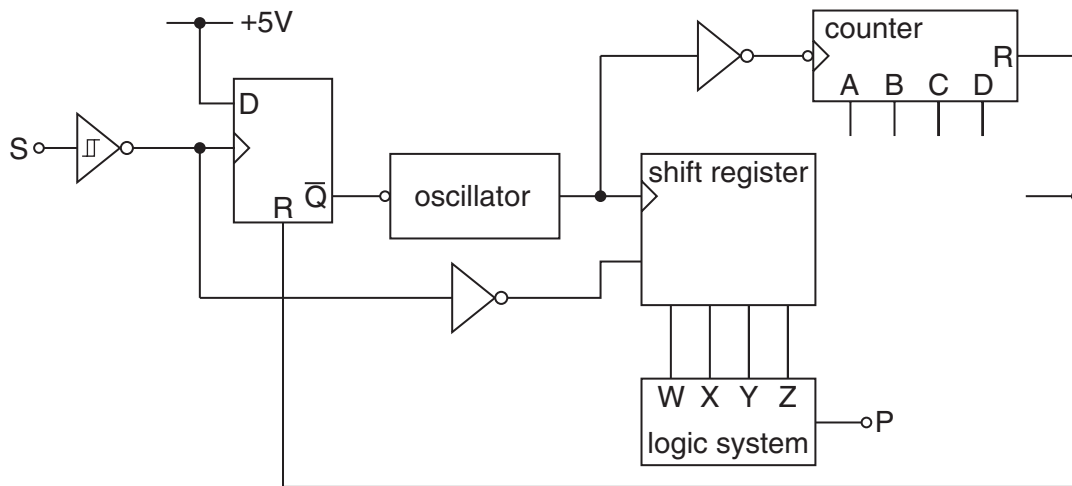 +5V
counter
R
A B C D
D
S
shift register
Q̅
oscillator
R
W X Y Z
P
logic system